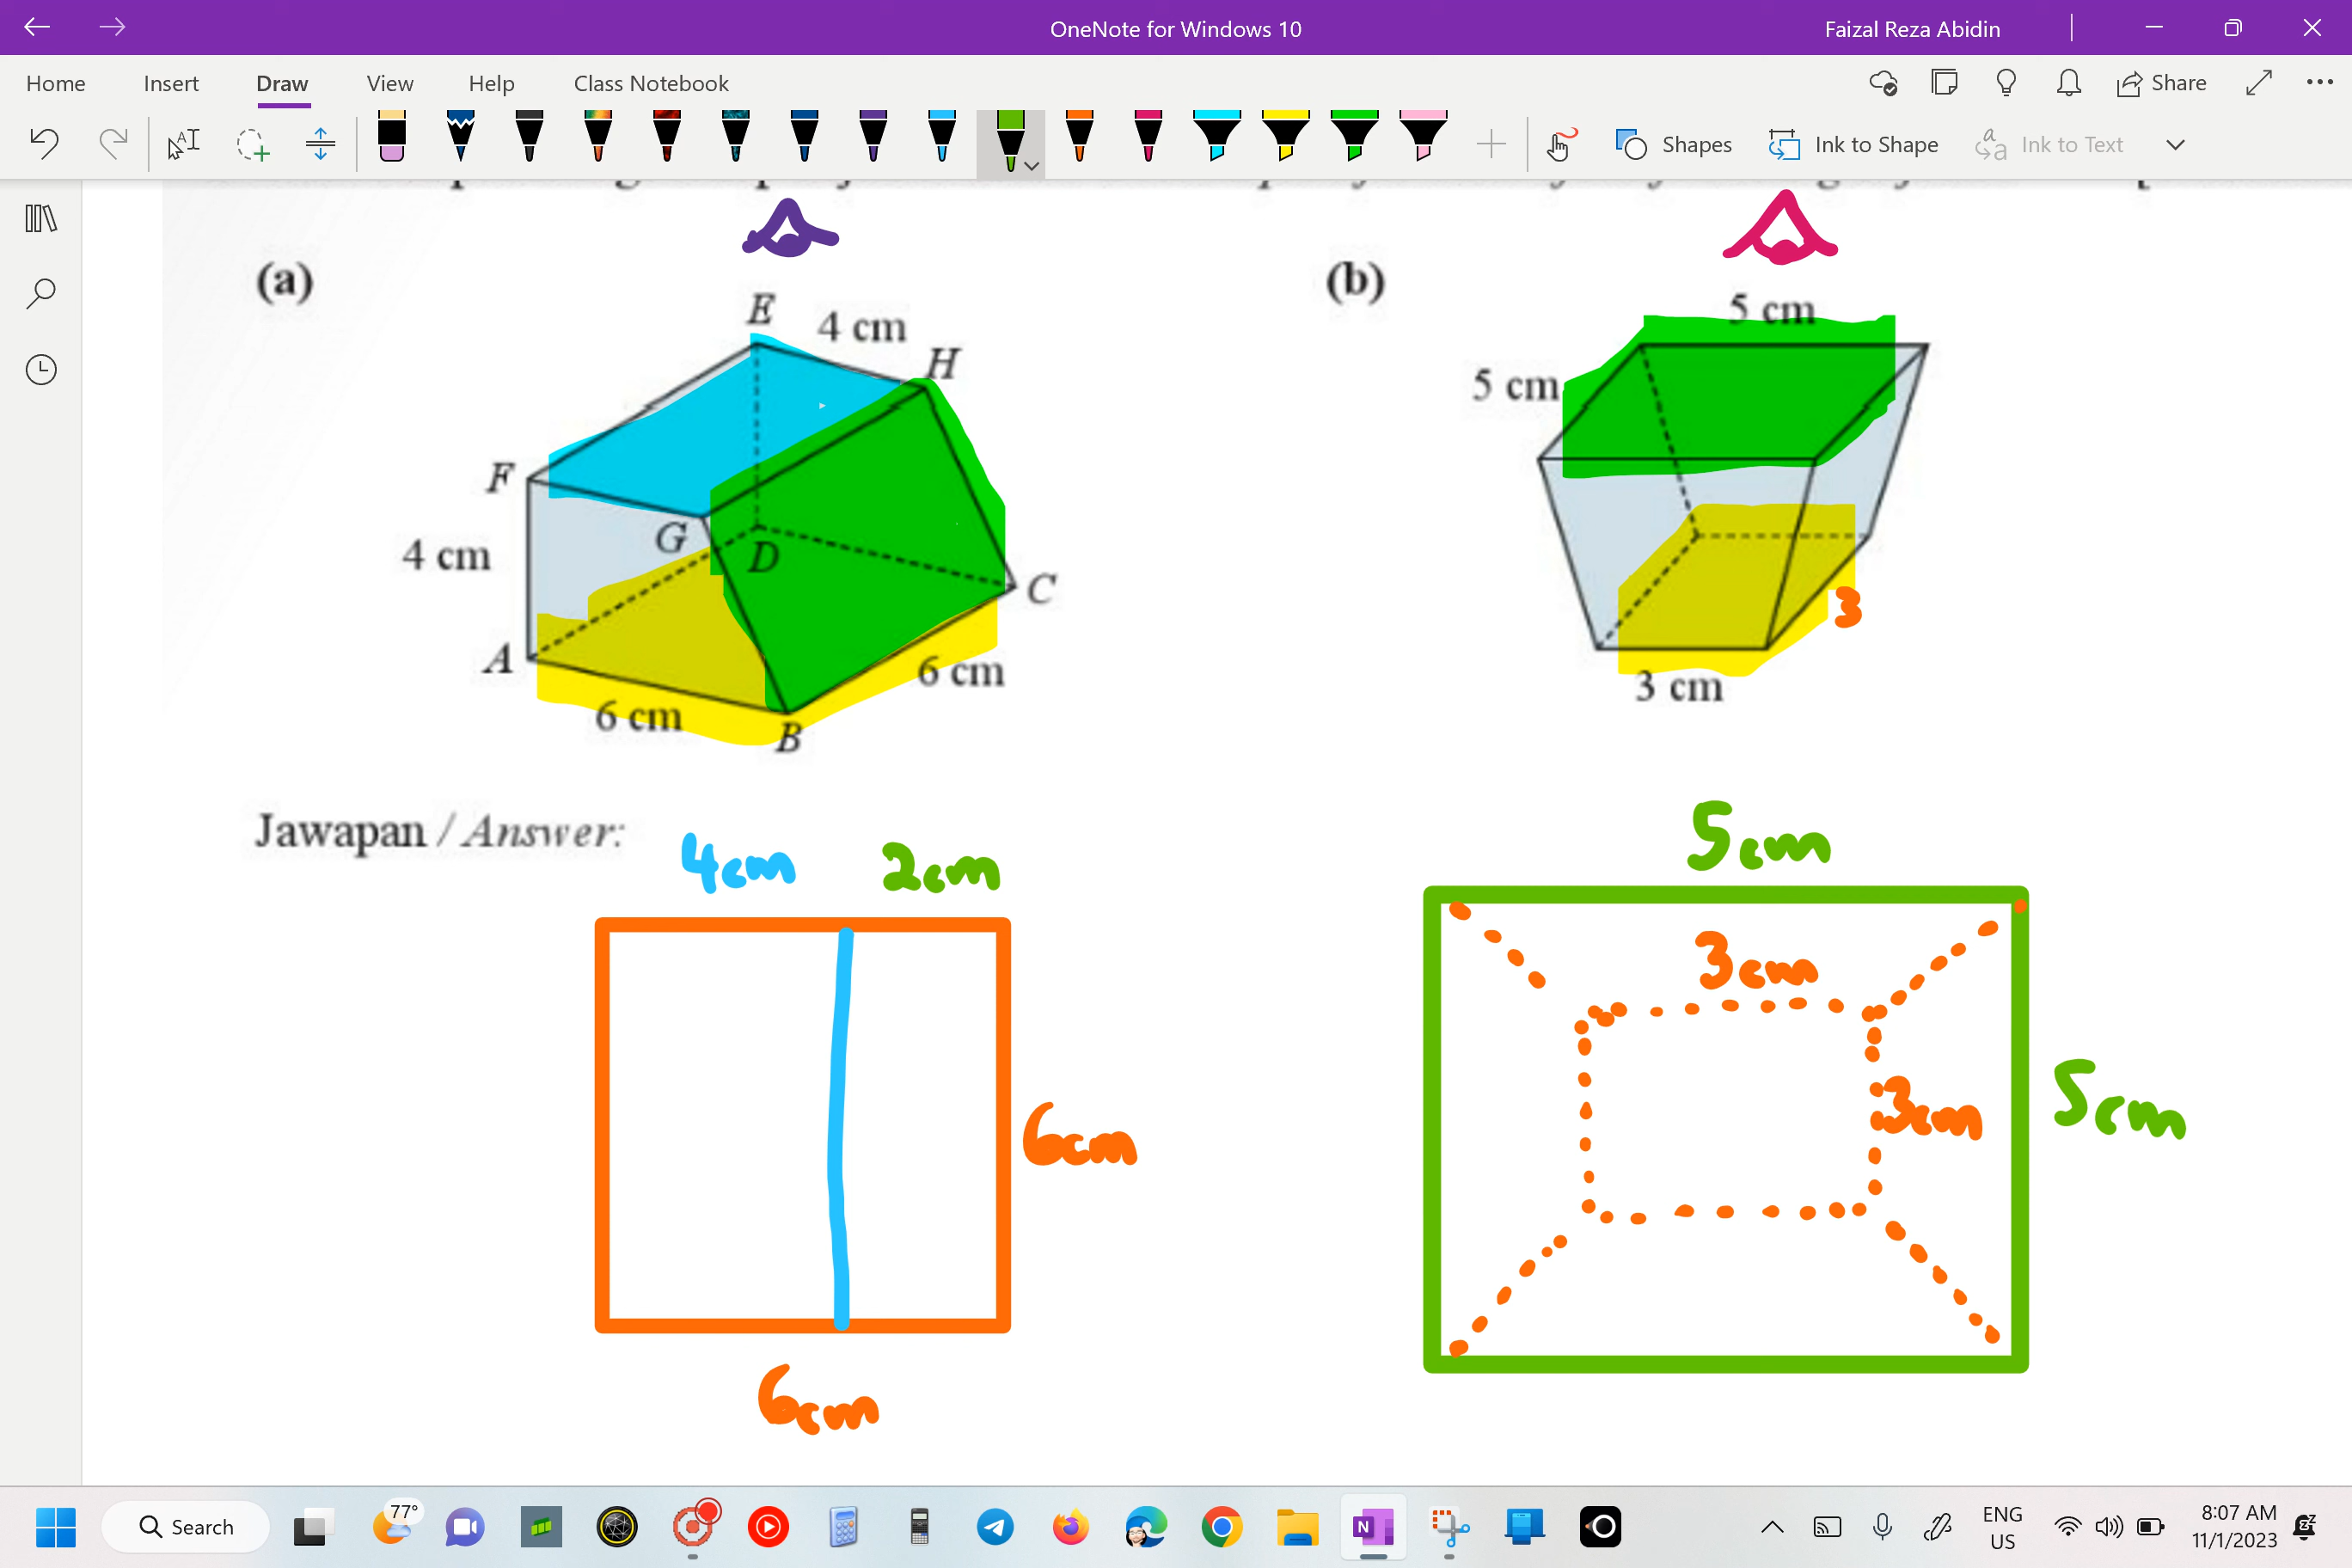 OneNote for Windows 10
Faizal Reza Abidin
Home Insert Draw View Help Class Notebook Share
Shapes Ink to Shape Ink to Text
(a)
E 4 cm
H
F
G D
4 cm
A
C
6 cm
6 cm
B
(b)
5 cm
5 cm
3
3 cm
Jawapan / Answer:
4cm 2cm
6cm
6cm
5cm
3cm
3cm
5cm
Search
77°
ENG
US
8:07 AM
11/1/2023